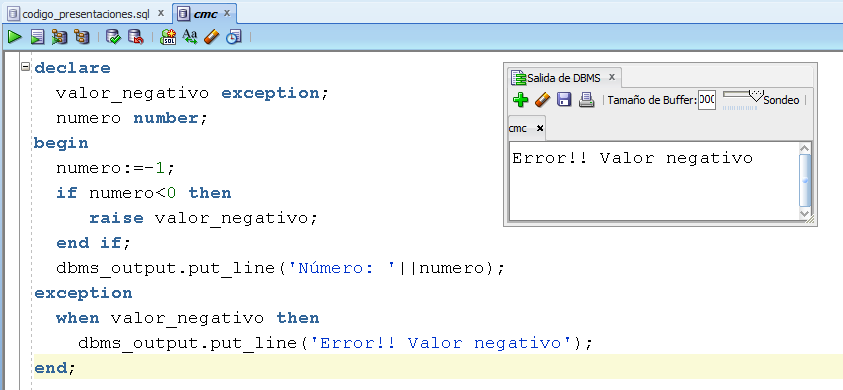 codigo_presentaciones.sql x cmc x
SQL Aa
declare
valor_negativo exception;
numero number;
begin
numero:=-1;
if numero<0 then
raise valor_negativo;
end if;
dbms_output.put_line('Número: '||numero);
exception
when valor_negativo then
dbms_output.put_line('Error!! Valor negativo');
end;
Salida de DBMS x
Tamaño de Buffer: Sondeo
cmc x
Error!! Valor negativo